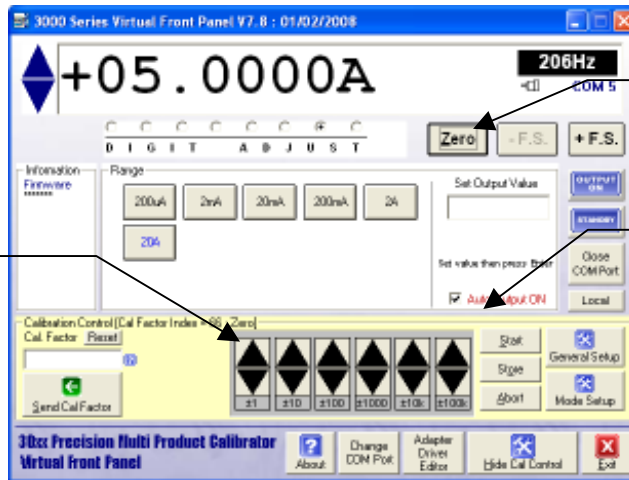 3000 Series Virtual Front Panel V7.8 : 01/02/2008
+05.0000A
206Hz
COM 5
DIGIT ADJUST
Zero
- F.S.
+ F.S.
Information
Firmware
Range
200uA
2mA
20mA
200mA
2A
20A
Set Output Value
Set value then press Enter
Auto Output ON
OUTPUT ON
STANDBY
Close COM Port
Local
Calibration Control [Cal Factor Index = 66 Zero]
Cal. Factor
Reset
Send Cal Factor
±1
±10
±100
±1000
±10k
±100k
Start
Store
Abort
General Setup
Mode Setup
30xx Precision Multi Product Calibrator
Virtual Front Panel
About
Change COM Port
Adapter Driver Editor
Hide Cal Control
Exit